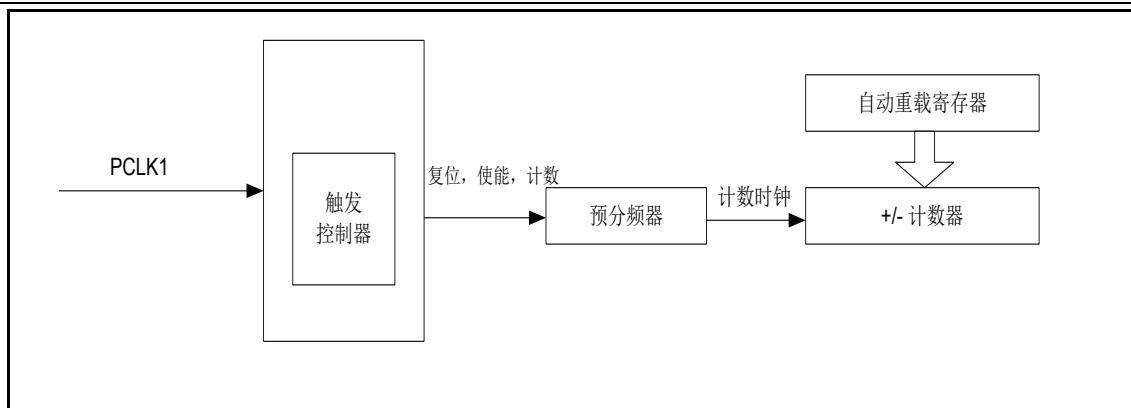 自动重载寄存器
PCLK1
复位，使能，计数
计数时钟
触发
控制器
预分频器
+/- 计数器